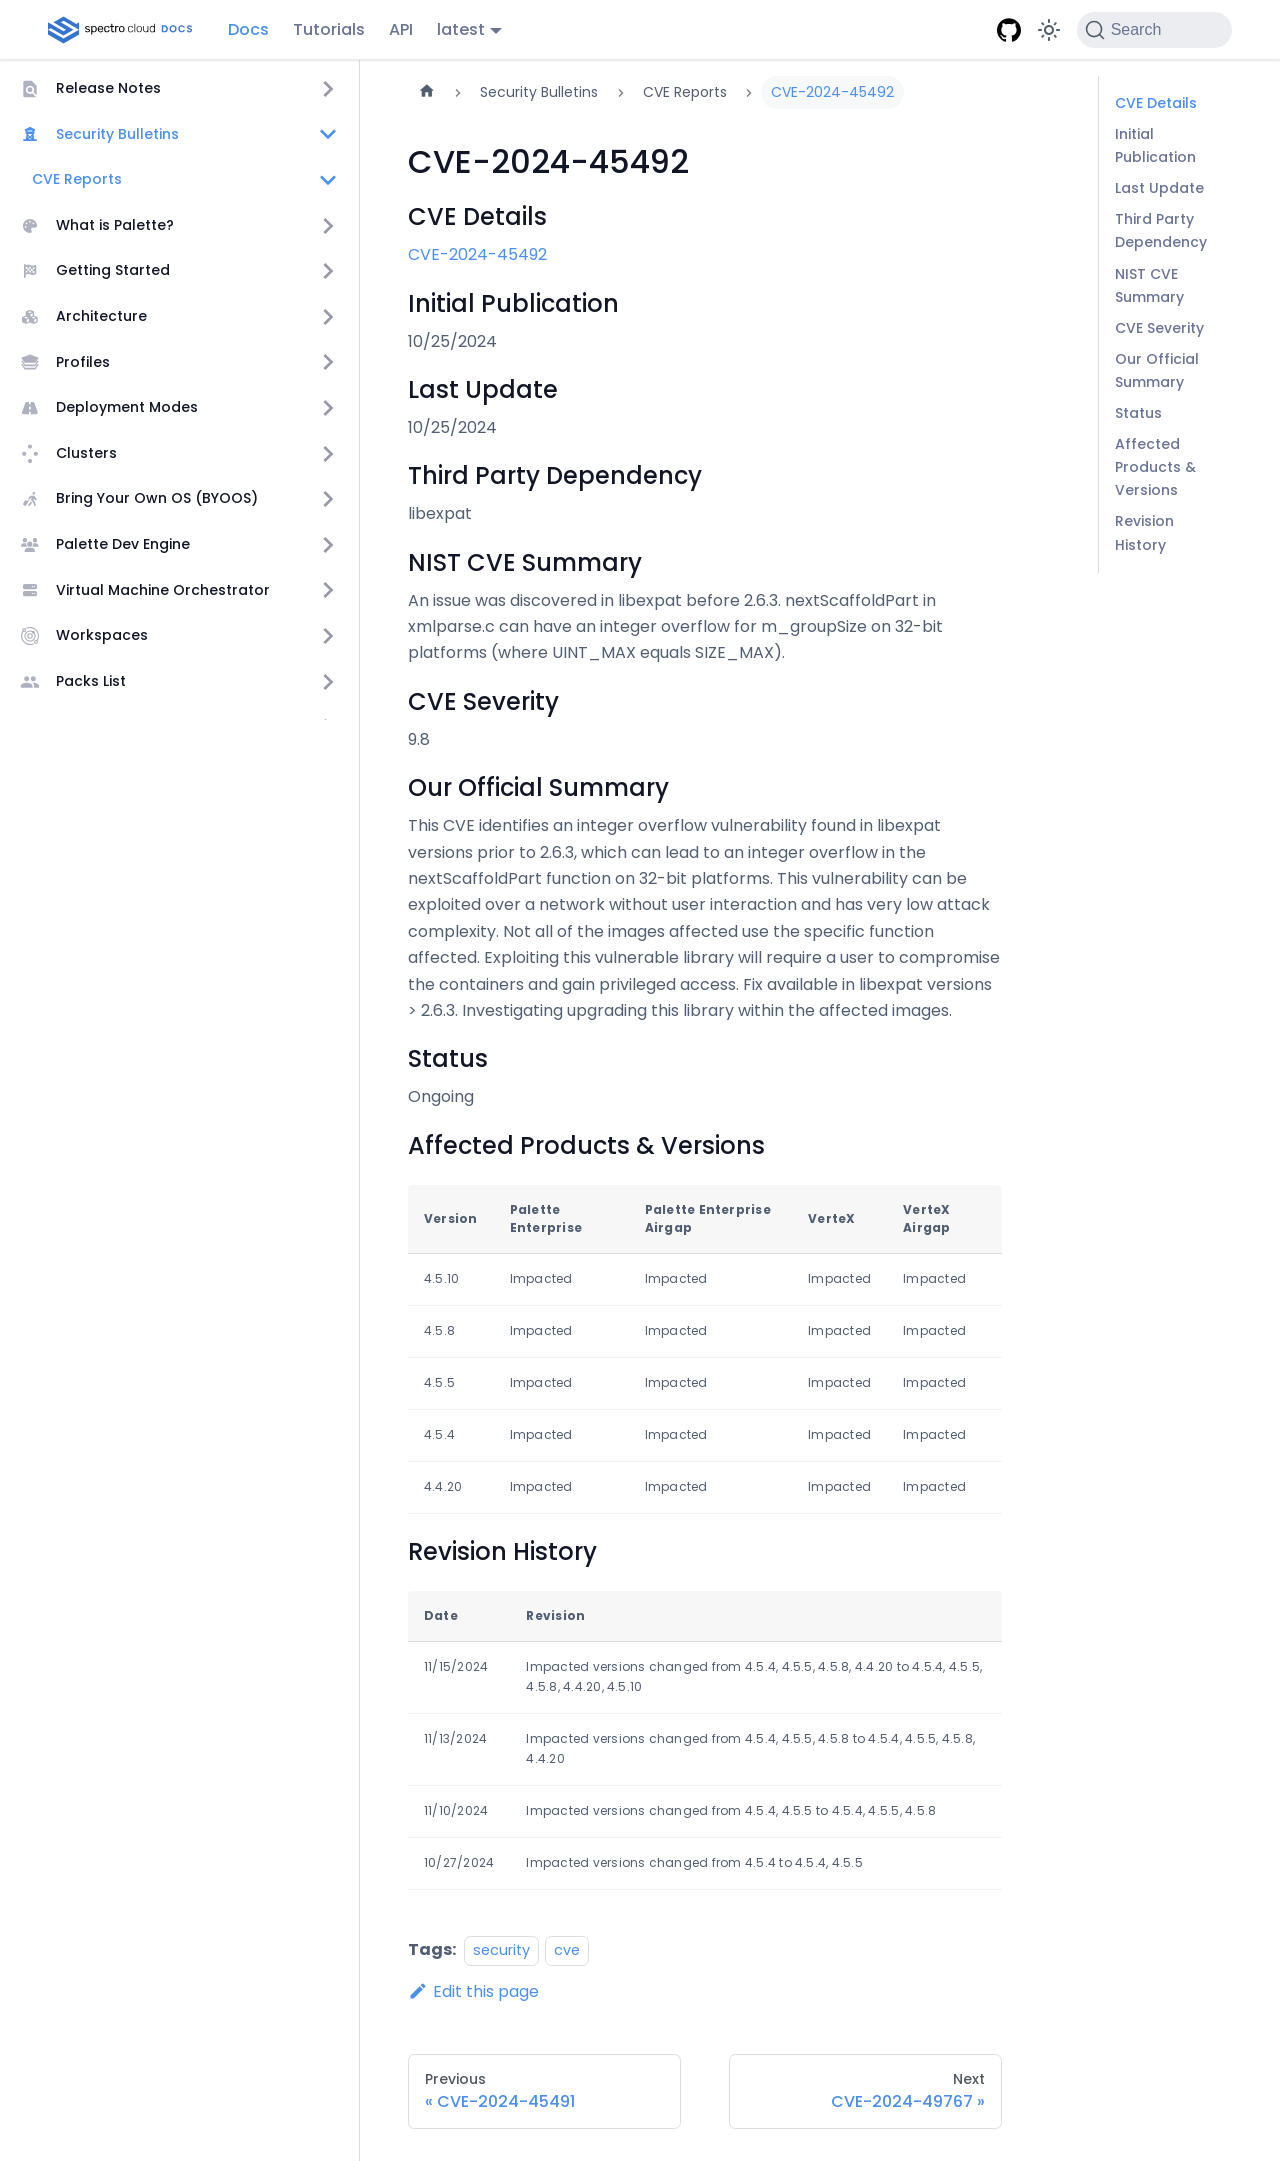 spectro cloud DOCS Docs Tutorials API latest Search
Release Notes
Security Bulletins
CVE Reports
What is Palette?
Getting Started
Architecture
Profiles
Deployment Modes
Clusters
Bring Your Own OS (BYOOS)
Palette Dev Engine
Virtual Machine Orchestrator
Workspaces
Packs List
Security Bulletins CVE Reports CVE-2024-45492
CVE-2024-45492
CVE Details
CVE-2024-45492
Initial Publication
10/25/2024
Last Update
10/25/2024
Third Party Dependency
libexpat
NIST CVE Summary
An issue was discovered in libexpat before 2.6.3. nextScaffoldPart in
xmlparse.c can have an integer overflow for m_groupSize on 32-bit
platforms (where UINT_MAX equals SIZE_MAX).
CVE Severity
9.8
Our Official Summary
This CVE identifies an integer overflow vulnerability found in libexpat
versions prior to 2.6.3, which can lead to an integer overflow in the
nextScaffoldPart function on 32-bit platforms. This vulnerability can be
exploited over a network without user interaction and has very low attack
complexity. Not all of the images affected use the specific function
affected. Exploiting this vulnerable library will require a user to compromise
the containers and gain privileged access. Fix available in libexpat versions
> 2.6.3. Investigating upgrading this library within the affected images.
Status
Ongoing
Affected Products & Versions
Version Palette Enterprise Palette Enterprise Airgap VerteX VerteX Airgap
4.5.10 Impacted Impacted Impacted Impacted
4.5.8 Impacted Impacted Impacted Impacted
4.5.5 Impacted Impacted Impacted Impacted
4.5.4 Impacted Impacted Impacted Impacted
4.4.20 Impacted Impacted Impacted Impacted
Revision History
Date Revision
11/15/2024 Impacted versions changed from 4.5.4, 4.5.5, 4.5.8, 4.4.20 to 4.5.4, 4.5.5,
4.5.8, 4.4.20, 4.5.10
11/13/2024 Impacted versions changed from 4.5.4, 4.5.5, 4.5.8 to 4.5.4, 4.5.5, 4.5.8,
4.4.20
11/10/2024 Impacted versions changed from 4.5.4, 4.5.5 to 4.5.4, 4.5.5, 4.5.8
10/27/2024 Impacted versions changed from 4.5.4 to 4.5.4, 4.5.5
Tags: security cve
Edit this page
Previous
« CVE-2024-45491
Next
CVE-2024-49767 »
CVE Details
Initial
Publication
Last Update
Third Party
Dependency
NIST CVE
Summary
CVE Severity
Our Official
Summary
Status
Affected
Products &
Versions
Revision
History